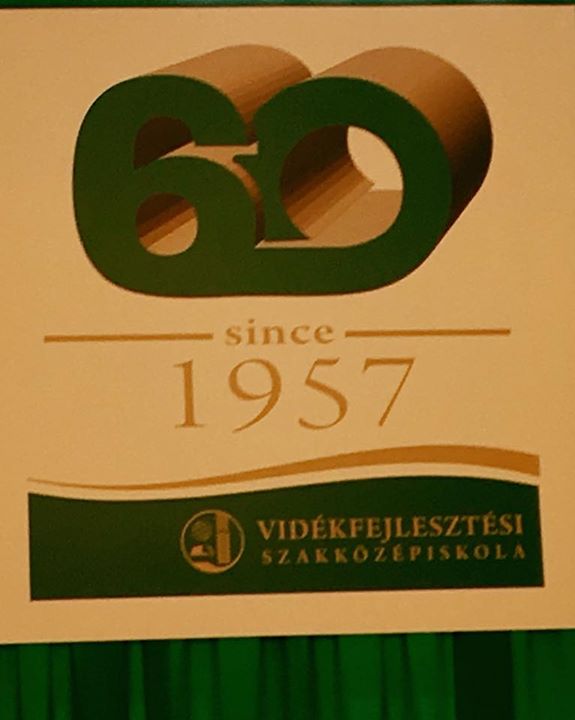 60
since
1957
VIDÉKFEJLESZTÉSI
SZAKKÖZÉPISKOLA